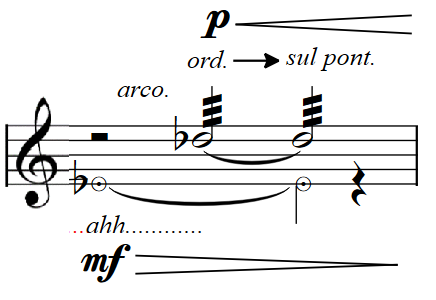 p
ord. sul pont.
arco.
..ahh............
mf